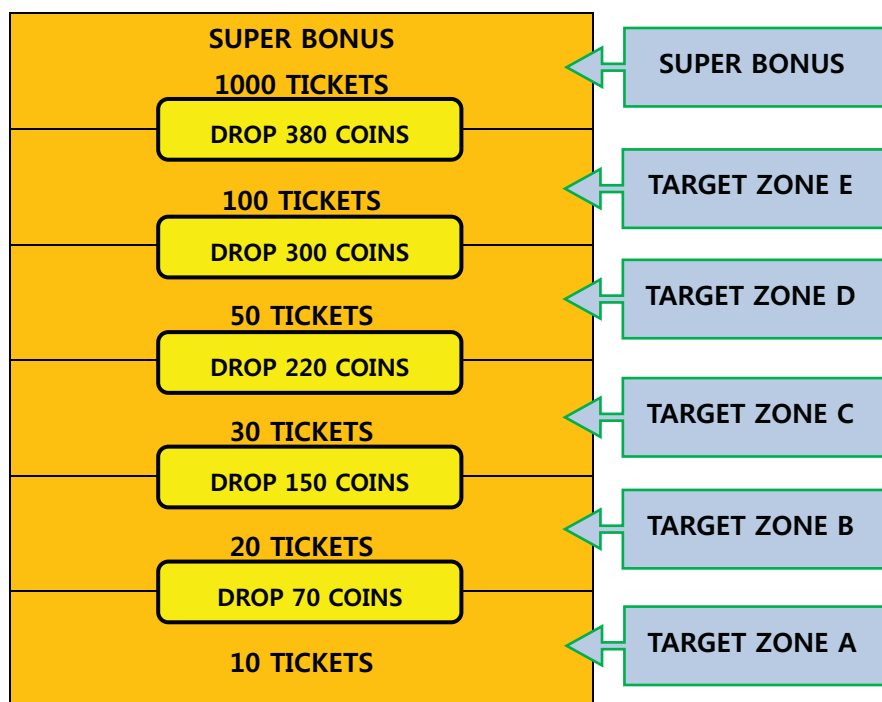 SUPER BONUS
1000 TICKETS
SUPER BONUS
DROP 380 COINS
100 TICKETS
TARGET ZONE E
DROP 300 COINS
50 TICKETS
TARGET ZONE D
DROP 220 COINS
30 TICKETS
TARGET ZONE C
DROP 150 COINS
20 TICKETS
TARGET ZONE B
DROP 70 COINS
10 TICKETS
TARGET ZONE A